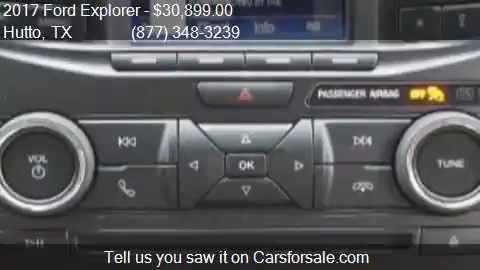 2017 Ford Explorer - $30,899.00
Hutto, TX (877) 348-3239
Info
PASSENGER AIRBAG OFF
VOL
OK
TUNE
Tell us you saw it on Carsforsale.com